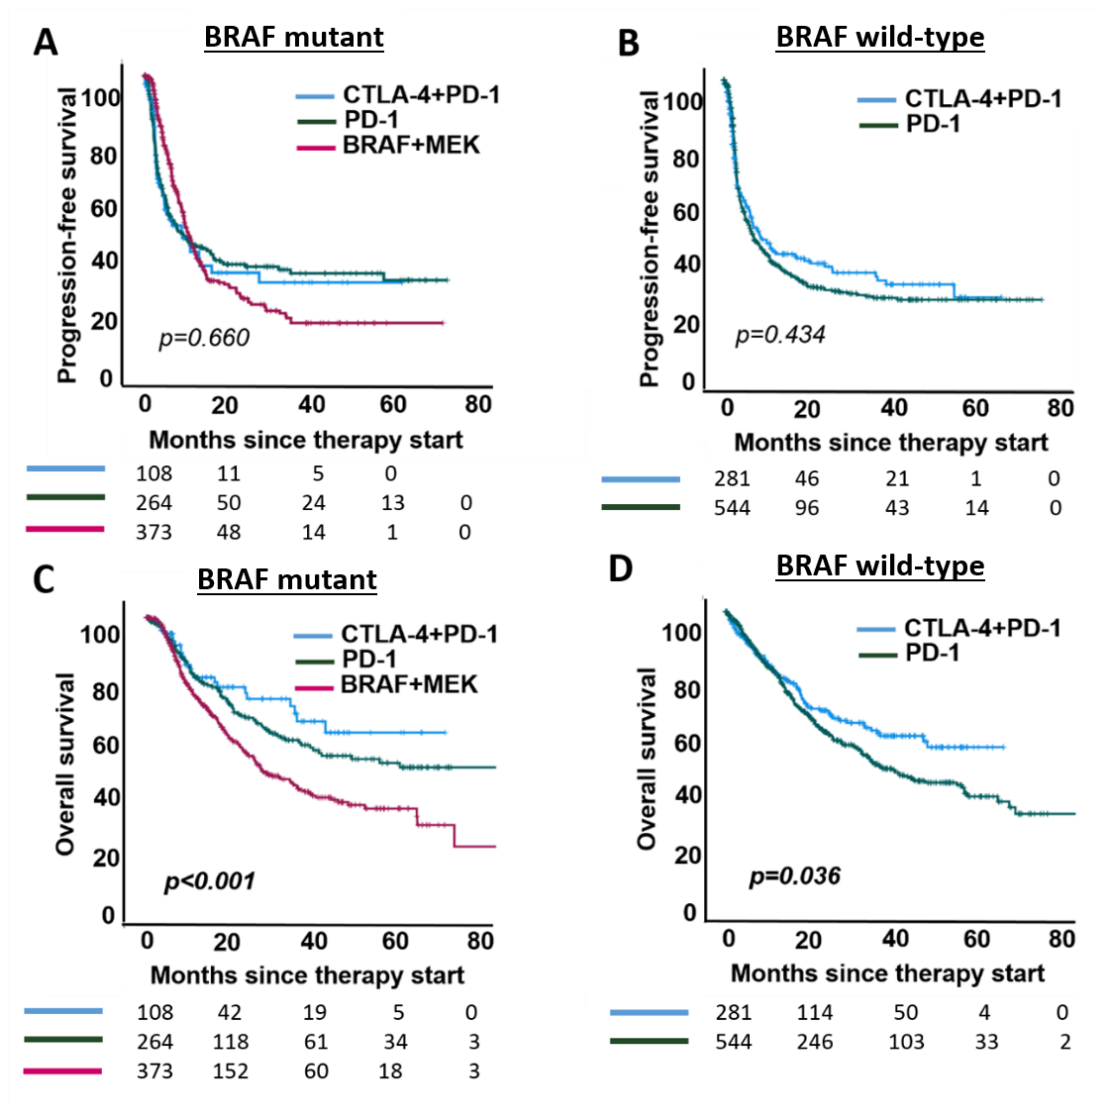 A
BRAF mutant
Progression-free survival
100
80
60
40
20
0
CTLA-4+PD-1
PD-1
BRAF+MEK
p=0.660
0 20 40 60 80
Months since therapy start
108 11 5 0
264 50 24 13 0
373 48 14 1 0
B
BRAF wild-type
Progression-free survival
100
80
60
40
20
0
CTLA-4+PD-1
PD-1
p=0.434
0 20 40 60 80
Months since therapy start
281 46 21 1 0
544 96 43 14 0
C
BRAF mutant
Overall survival
100
80
60
40
20
0
CTLA-4+PD-1
PD-1
BRAF+MEK
p<0.001
0 20 40 60 80
Months since therapy start
108 42 19 5 0
264 118 61 34 3
373 152 60 18 3
D
BRAF wild-type
Overall survival
100
80
60
40
20
0
CTLA-4+PD-1
PD-1
p=0.036
0 20 40 60 80
Months since therapy start
281 114 50 4 0
544 246 103 33 2